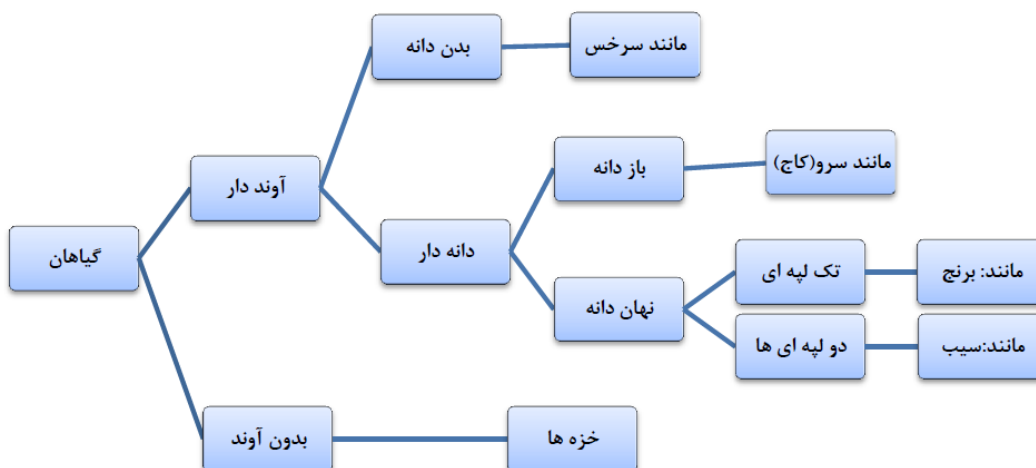 بدن دانه
مانند سرخس
باز دانه
مانند سرو(کاج)
آوند دار
دانه دار
گیاهان
تک لپه ای
مانند: برنج
نهان دانه
دو لپه ای ها
مانند:سیب
بدون آوند
خزه ها